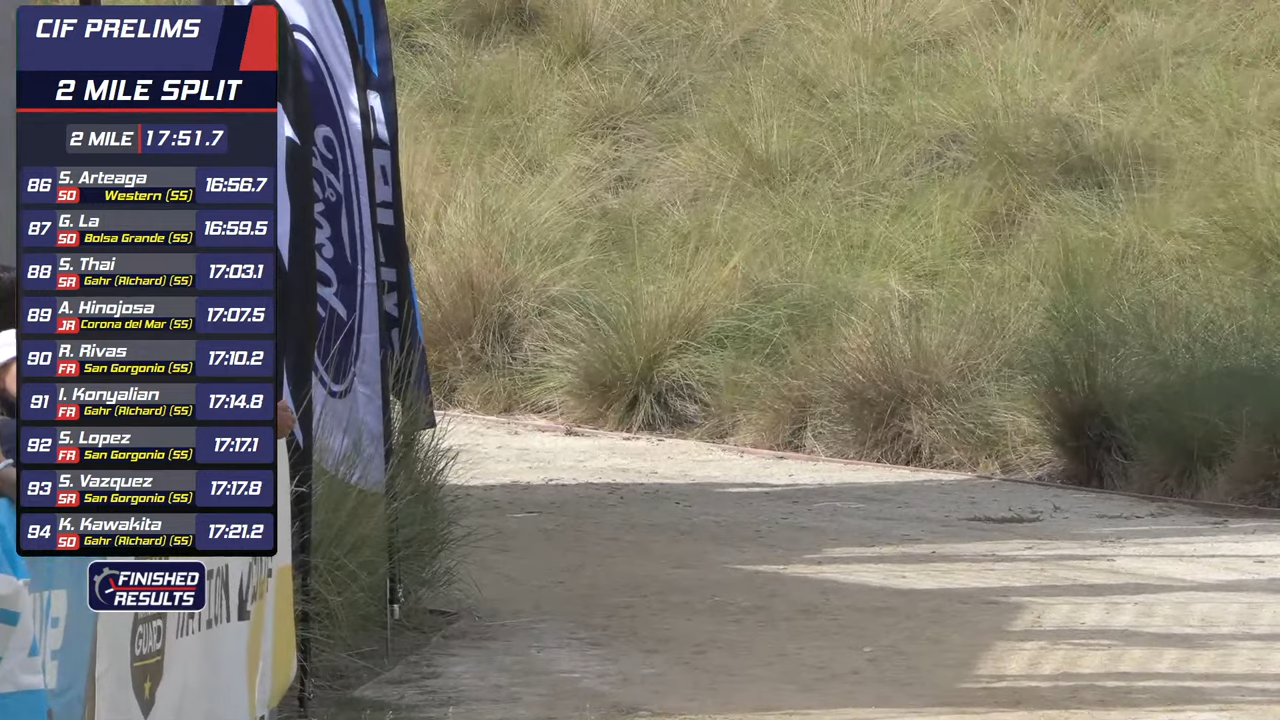 CIF PRELIMS
2 MILE SPLIT
2 MILE 17:51.7
86 S. Arteaga SO Western (SS) 16:56.7
87 G. La SO Bolsa Grande (SS) 16:59.5
88 S. Thai SR Gahr (Richard) (SS) 17:03.1
89 A. Hinojosa JR Corona del Mar (SS) 17:07.5
90 R. Rivas FR San Gorgonio (SS) 17:10.2
91 I. Konyalian FR Gahr (Richard) (SS) 17:14.8
92 S. Lopez FR San Gorgonio (SS) 17:17.1
93 S. Vazquez SR San Gorgonio (SS) 17:17.8
94 K. Kawakita SO Gahr (Richard) (SS) 17:21.2
FINISHED
RESULTS
Ford
GUARD